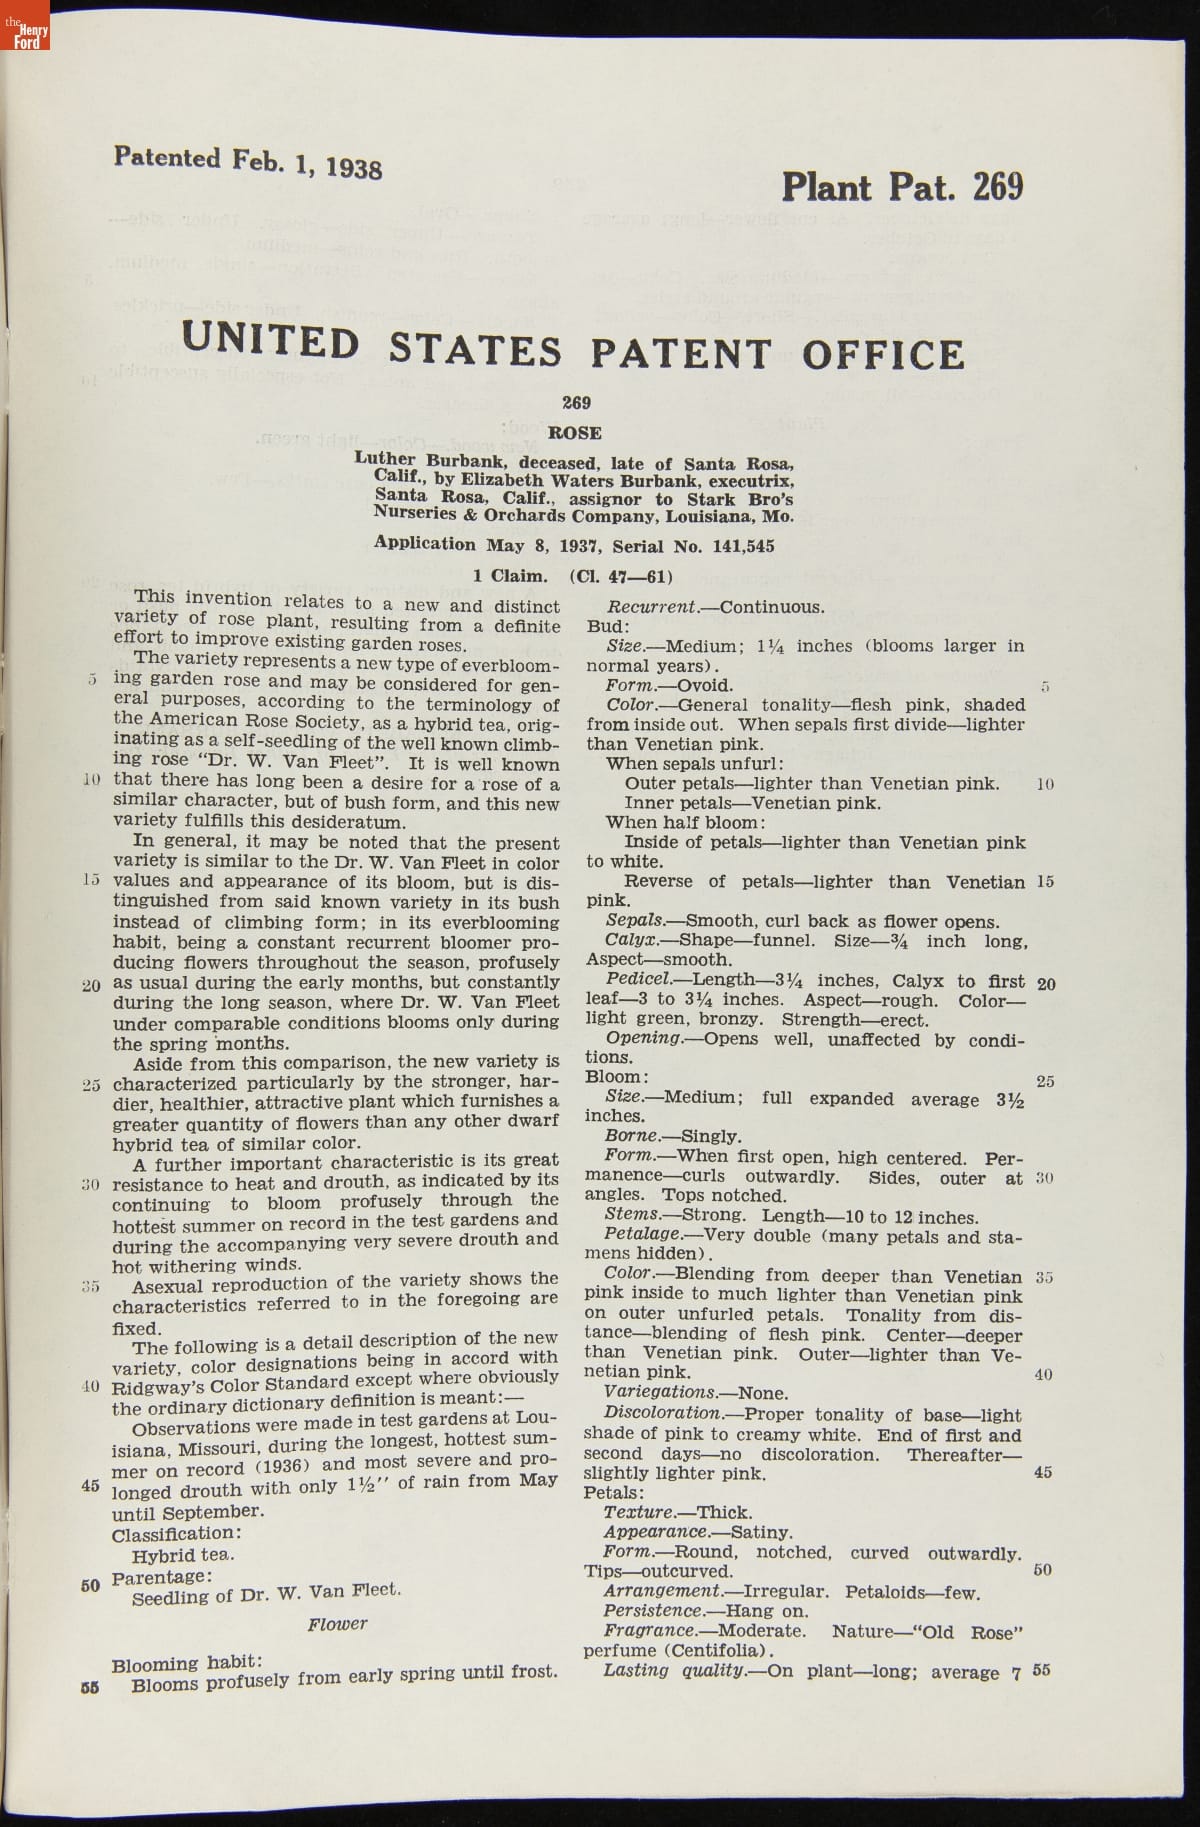 the
Henry
Ford
Patented Feb. 1, 1938
Plant Pat. 269
UNITED STATES PATENT OFFICE
269
ROSE
Luther Burbank, deceased, late of Santa Rosa,
Calif., by Elizabeth Waters Burbank, executrix,
Santa Rosa, Calif., assignor to Stark Bro's
Nurseries & Orchards Company, Louisiana, Mo.
Application May 8, 1937, Serial No. 141,545
1 Claim. (Cl. 47—61)
This invention relates to a new and distinct
variety of rose plant, resulting from a definite
effort to improve existing garden roses.
The variety represents a new type of everbloom-
5 ing garden rose and may be considered for gen-
eral purposes, according to the terminology of
the American Rose Society, as a hybrid tea, orig-
inating as a self-seedling of the well known climb-
ing rose "Dr. W. Van Fleet". It is well known
10 that there has long been a desire for a rose of a
similar character, but of bush form, and this new
variety fulfills this desideratum.
In general, it may be noted that the present
variety is similar to the Dr. W. Van Fleet in color
15 values and appearance of its bloom, but is dis-
tinguished from said known variety in its bush
instead of climbing form; in its everblooming
habit, being a constant recurrent bloomer pro-
ducing flowers throughout the season, profusely
20 as usual during the early months, but constantly
during the long season, where Dr. W. Van Fleet
under comparable conditions blooms only during
the spring months.
Aside from this comparison, the new variety is
25 characterized particularly by the stronger, har-
dier, healthier, attractive plant which furnishes a
greater quantity of flowers than any other dwarf
hybrid tea of similar color.
A further important characteristic is its great
30 resistance to heat and drouth, as indicated by its
continuing to bloom profusely through the
hottest summer on record in the test gardens and
during the accompanying very severe drouth and
hot withering winds.
35 Asexual reproduction of the variety shows the
characteristics referred to in the foregoing are
fixed.
The following is a detail description of the new
variety, color designations being in accord with
40 Ridgway's Color Standard except where obviously
the ordinary dictionary definition is meant:—
Observations were made in test gardens at Lou-
isiana, Missouri, during the longest, hottest sum-
mer on record (1936) and most severe and pro-
45 longed drouth with only 1½'' of rain from May
until September.
Classification:
Hybrid tea.
50 Parentage:
Seedling of Dr. W. Van Fleet.
Flower
Blooming habit:
55 Blooms profusely from early spring until frost.
Recurrent.—Continuous.
Bud:
Size.—Medium; 1¼ inches (blooms larger in
normal years).
Form.—Ovoid. 5
Color.—General tonality—flesh pink, shaded
from inside out. When sepals first divide—lighter
than Venetian pink.
When sepals unfurl:
Outer petals—lighter than Venetian pink. 10
Inner petals—Venetian pink.
When half bloom:
Inside of petals—lighter than Venetian pink
to white.
Reverse of petals—lighter than Venetian 15
pink.
Sepals.—Smooth, curl back as flower opens.
Calyx.—Shape—funnel. Size—¾ inch long,
Aspect—smooth.
Pedicel.—Length—3¼ inches, Calyx to first 20
leaf—3 to 3¼ inches. Aspect—rough. Color—
light green, bronzy. Strength—erect.
Opening.—Opens well, unaffected by condi-
tions.
Bloom: 25
Size.—Medium; full expanded average 3½
inches.
Borne.—Singly.
Form.—When first open, high centered. Per-
manence—curls outwardly. Sides, outer at 30
angles. Tops notched.
Stems.—Strong. Length—10 to 12 inches.
Petalage.—Very double (many petals and sta-
mens hidden).
Color.—Blending from deeper than Venetian 35
pink inside to much lighter than Venetian pink
on outer unfurled petals. Tonality from dis-
tance—blending of flesh pink. Center—deeper
than Venetian pink. Outer—lighter than Ve-
netian pink. 40
Variegations.—None.
Discoloration.—Proper tonality of base—light
shade of pink to creamy white. End of first and
second days—no discoloration. Thereafter—
slightly lighter pink. 45
Petals:
Texture.—Thick.
Appearance.—Satiny.
Form.—Round, notched, curved outwardly.
Tips—outcurved. 50
Arrangement.—Irregular. Petaloids—few.
Persistence.—Hang on.
Fragrance.—Moderate. Nature—"Old Rose"
perfume (Centifolia).
Lasting quality.—On plant—long; average 7 55